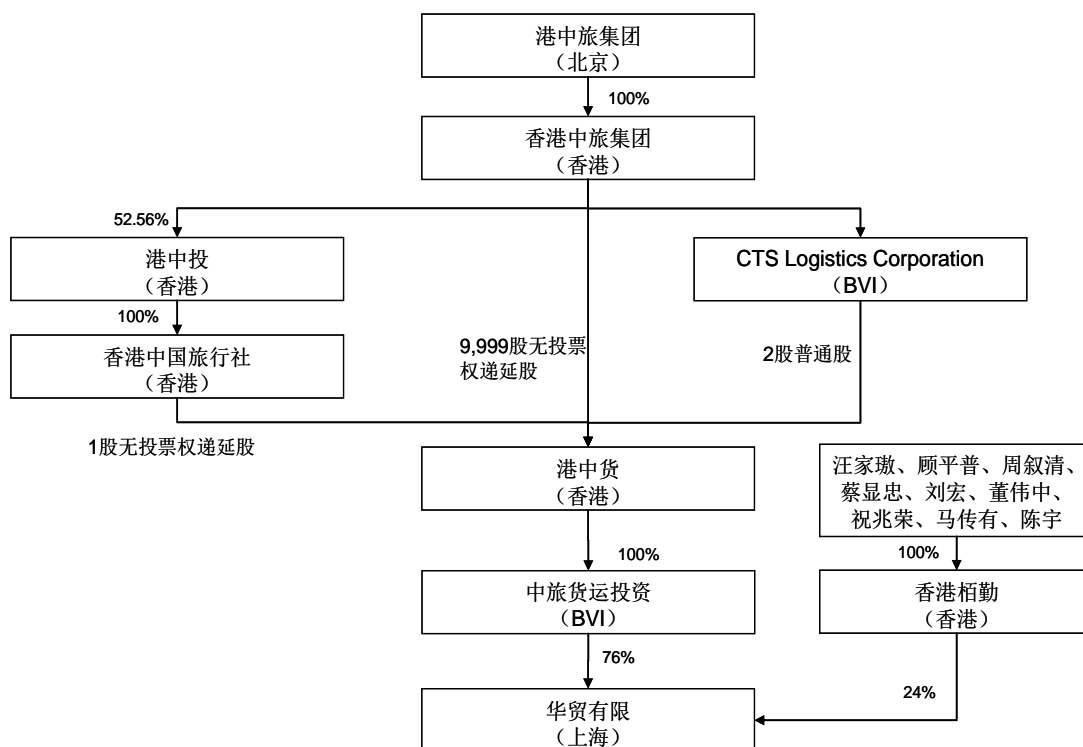 港中旅集团
（北京）
100%
香港中旅集团
（香港）
52.56%
港中投
（香港）
CTS Logistics Corporation
（BVI）
100%
香港中国旅行社
（香港）
9,999股无投票
权递延股
2股普通股
1股无投票权递延股
港中货
（香港）
汪家璈、顾平普、周叙清、
蔡显忠、刘宏、董伟中、
祝兆荣、马传有、陈宇
100%
100%
中旅货运投资
（BVI）
香港栢勤
（香港）
76%
24%
华贸有限
（上海）